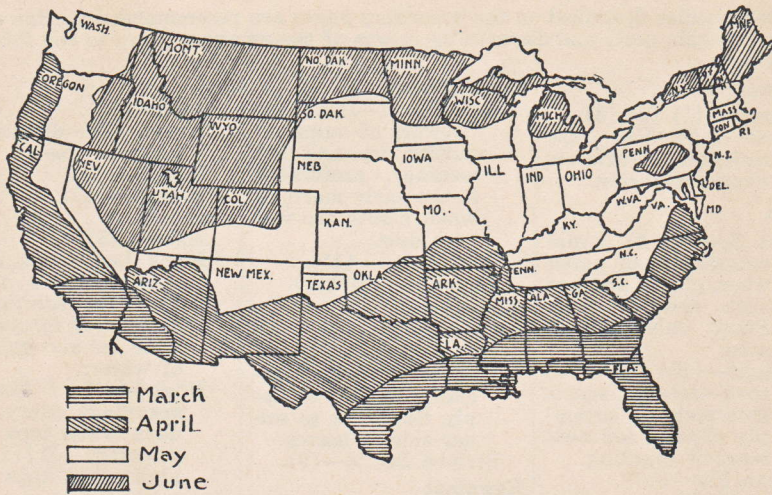 WASH.
MONT.
NO. DAK.
MINN.
MNE
OREGON
IDAHO
WYO.
SO. DAK.
WISC.
MICH.
N.Y.
MASS
CON.
RI
CAL.
NEV.
UTAH
COL.
NEB
IOWA
ILL
IND
OHIO
PENN.
N.S.
DEL.
MD
W.VA.
VA.
KAN.
MO.
KY.
ARIZ.
NEW MEX.
TEXAS
OKLA.
ARK.
TENN.
N.C.
S.C.
MISS
ALA.
GA.
LA.
FLA.
March
April
May
June